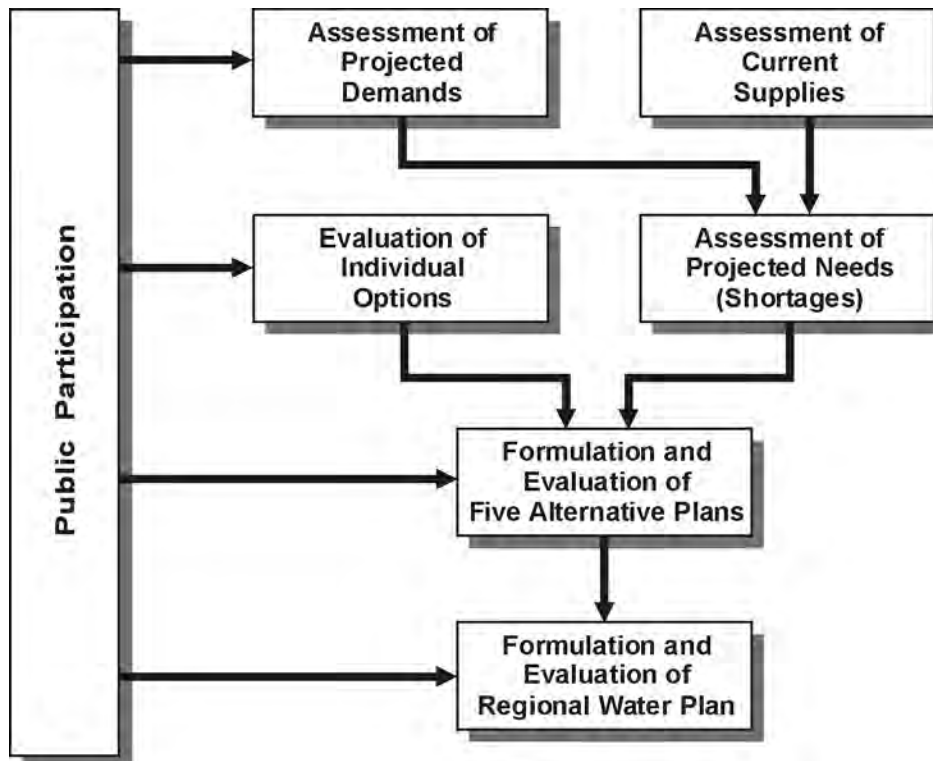 Public Participation
Assessment of
Projected
Demands
Assessment of
Current
Supplies
Evaluation of
Individual
Options
Assessment of
Projected Needs
(Shortages)
Formulation and
Evaluation of
Five Alternative Plans
Formulation and
Evaluation of
Regional Water Plan